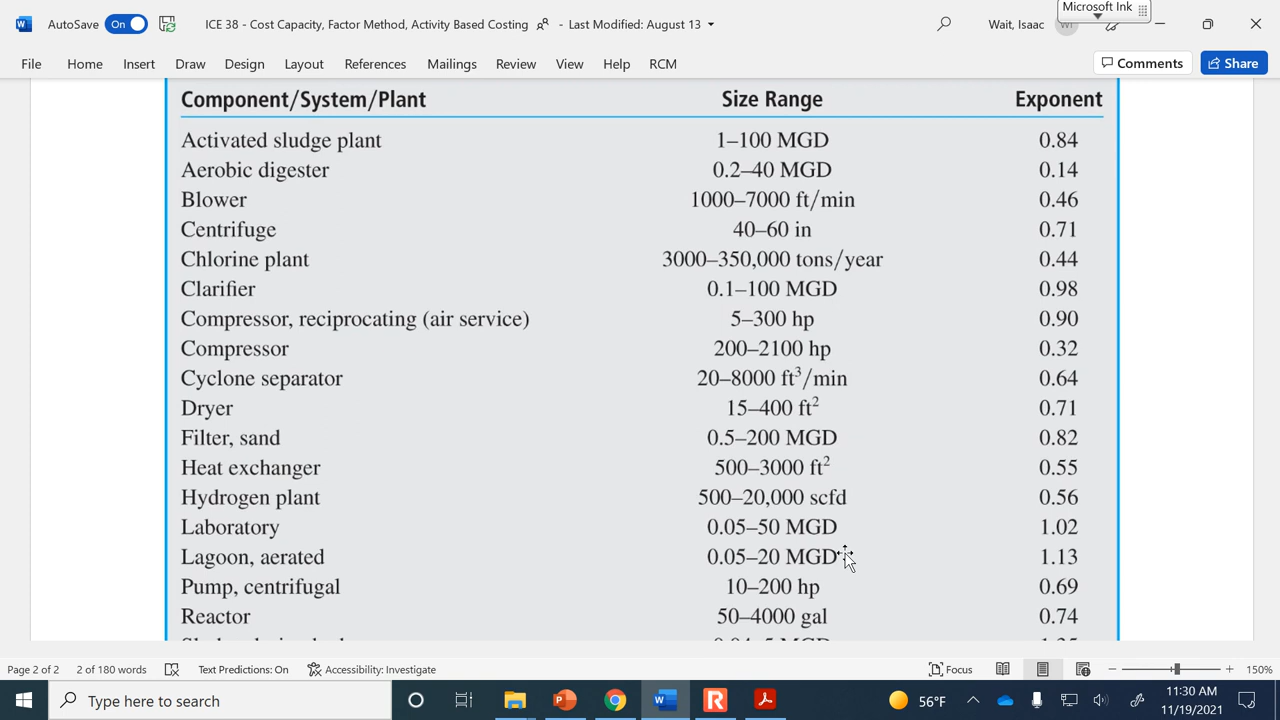 Microsoft Ink
AutoSave On ICE 38 - Cost Capacity, Factor Method, Activity Based Costing - Last Modified: August 13 Wait, Isaac WI
File Home Insert Draw Design Layout References Mailings Review View Help RCM Comments Share
Component/System/Plant Size Range Exponent
Activated sludge plant 1–100 MGD 0.84
Aerobic digester 0.2–40 MGD 0.14
Blower 1000–7000 ft/min 0.46
Centrifuge 40–60 in 0.71
Chlorine plant 3000–350,000 tons/year 0.44
Clarifier 0.1–100 MGD 0.98
Compressor, reciprocating (air service) 5–300 hp 0.90
Compressor 200–2100 hp 0.32
Cyclone separator 20–8000 ft³/min 0.64
Dryer 15–400 ft² 0.71
Filter, sand 0.5–200 MGD 0.82
Heat exchanger 500–3000 ft² 0.55
Hydrogen plant 500–20,000 scfd 0.56
Laboratory 0.05–50 MGD 1.02
Lagoon, aerated 0.05–20 MGD 1.13
Pump, centrifugal 10–200 hp 0.69
Reactor 50–4000 gal 0.74
Page 2 of 2 2 of 180 words Text Predictions: On Accessibility: Investigate Focus 150%
Type here to search 56°F 11:30 AM
11/19/2021